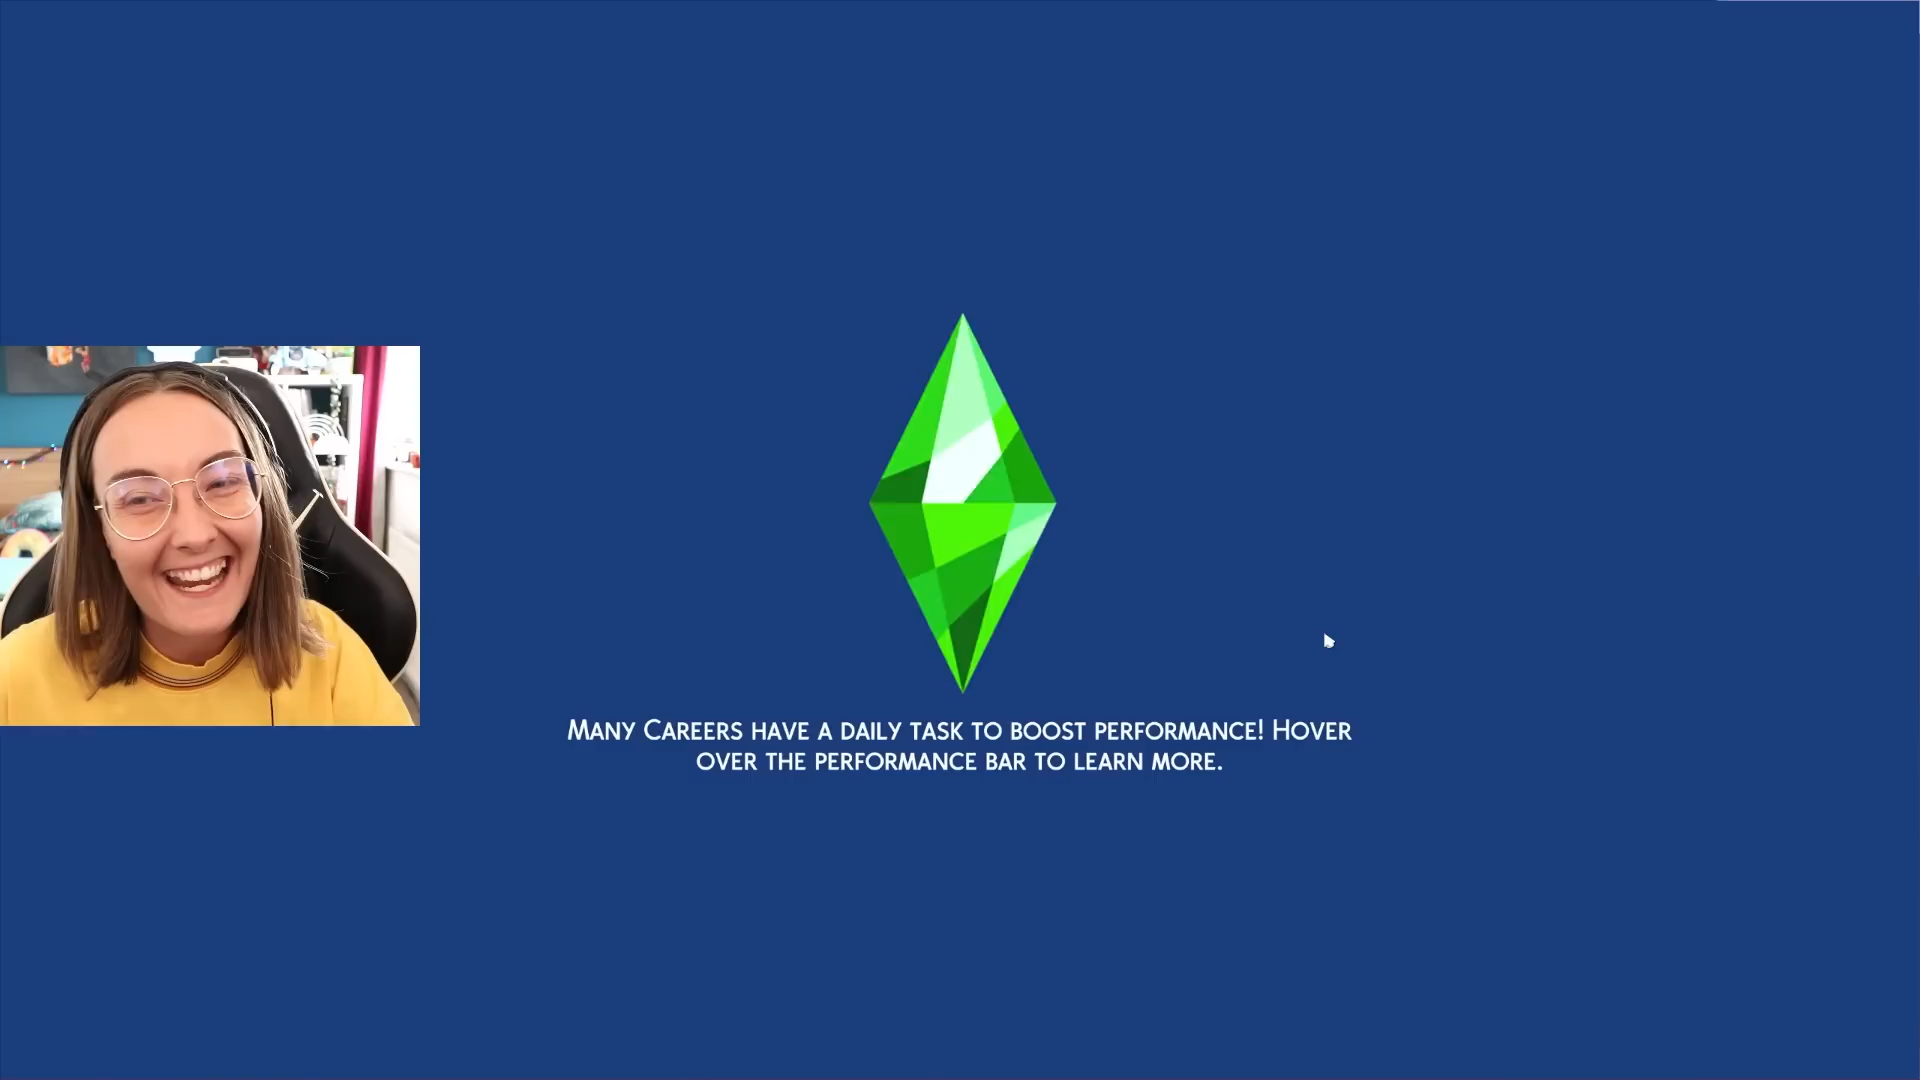 Many Careers have a daily task to boost performance! Hover
over the performance bar to learn more.